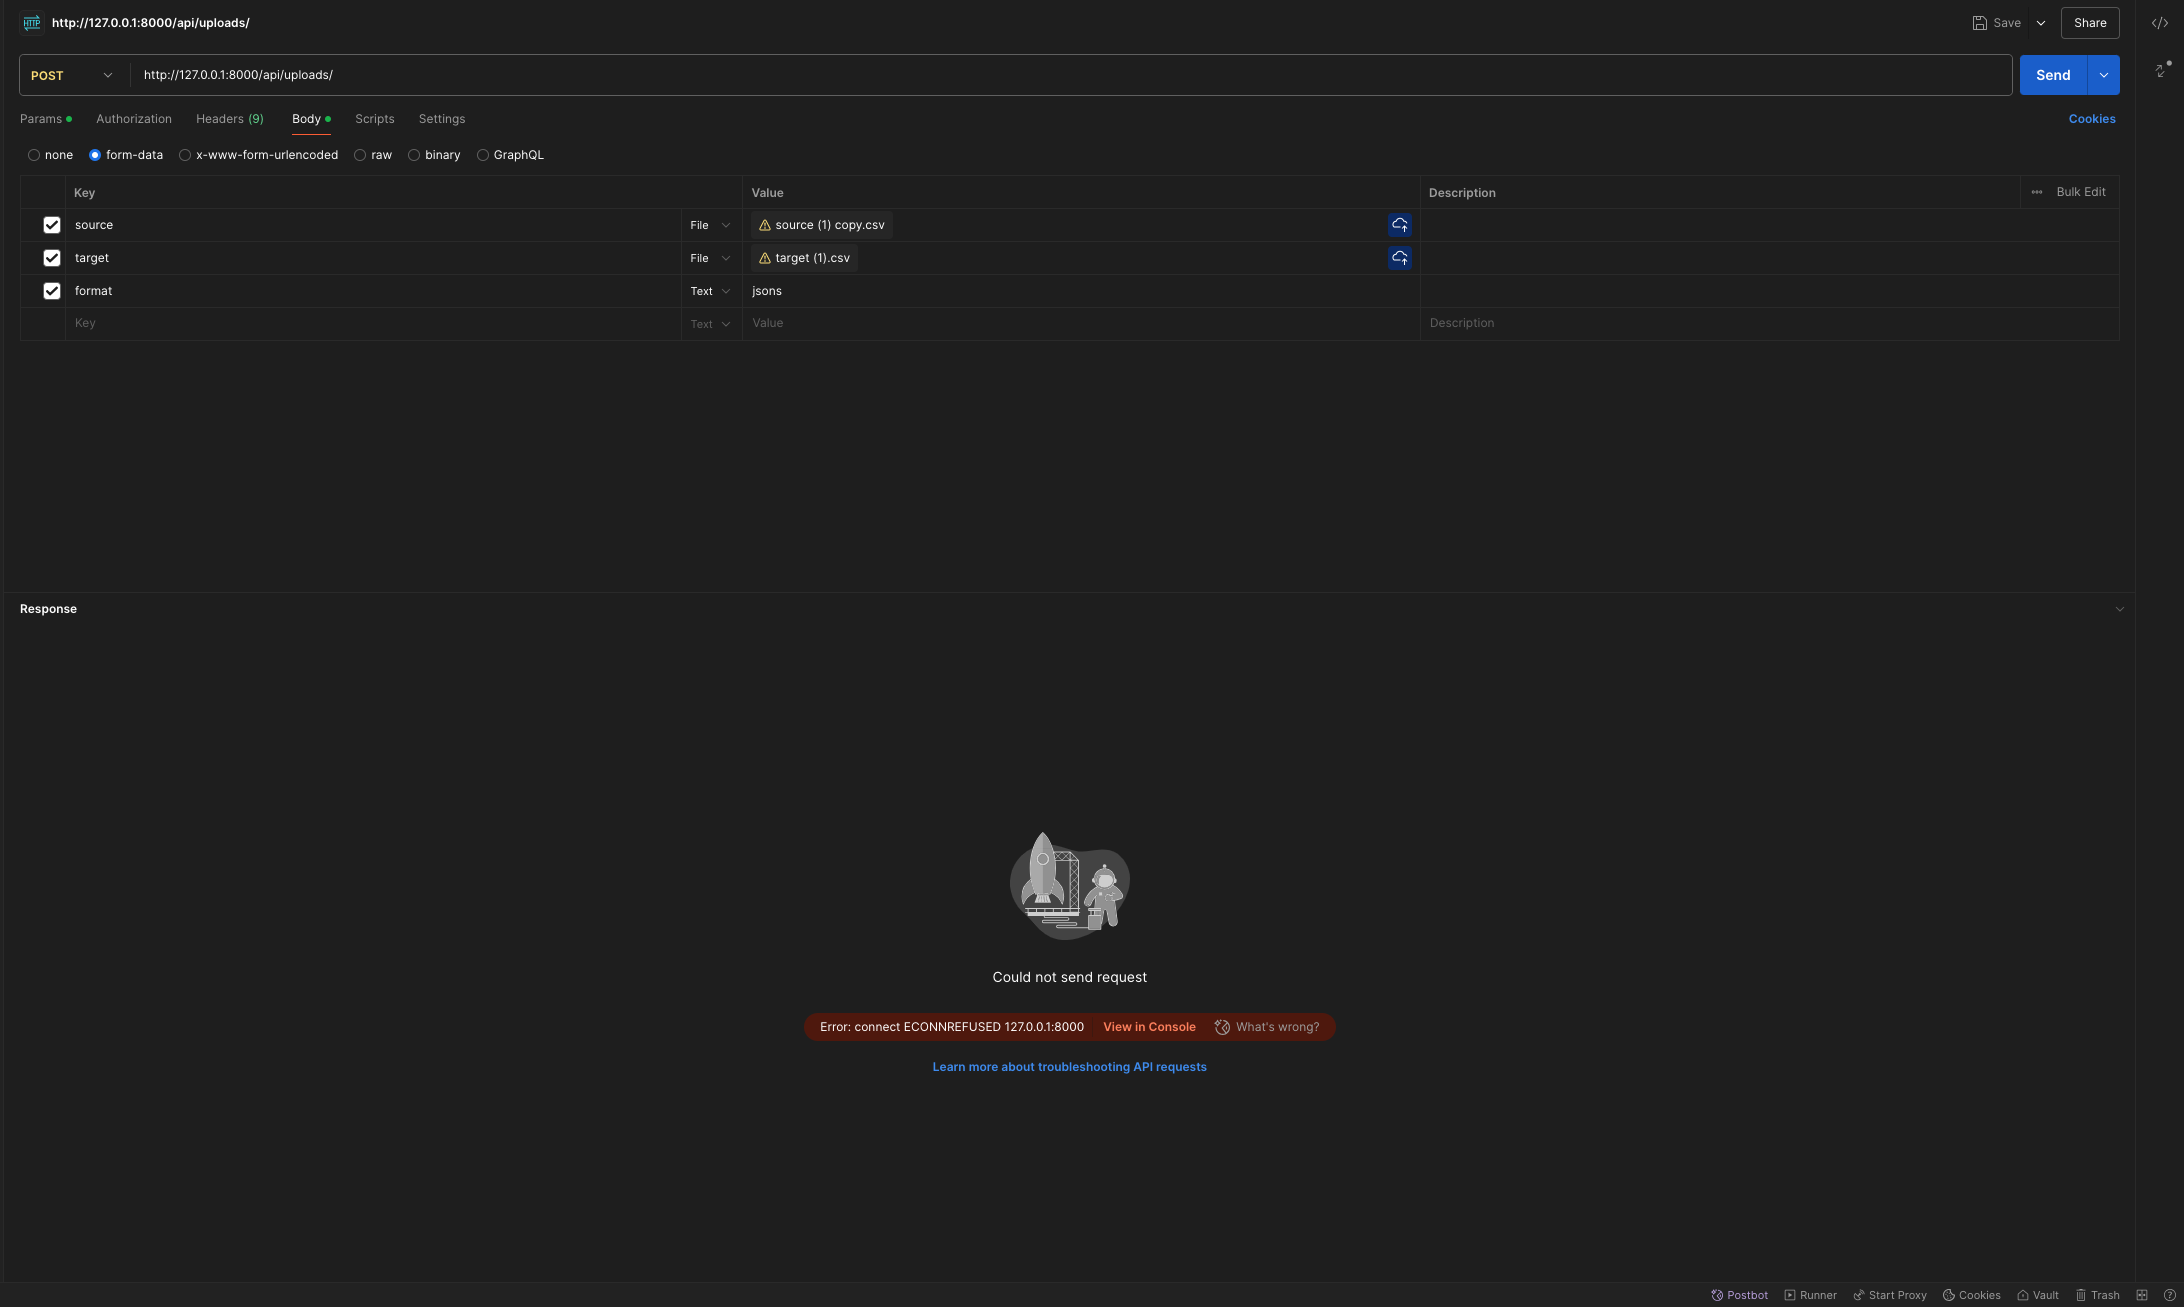 HTTP http://127.0.0.1:8000/api/uploads/ Save Share
POST http://127.0.0.1:8000/api/uploads/ Send
Params Authorization Headers (9) Body Scripts Settings Cookies
none form-data x-www-form-urlencoded raw binary GraphQL
Key Value Description Bulk Edit
source File source (1) copy.csv
target File target (1).csv
format Text jsons
Key Text Value Description
Response
Could not send request
Error: connect ECONNREFUSED 127.0.0.1:8000 View in Console What's wrong?
Learn more about troubleshooting API requests
Postbot Runner Start Proxy Cookies Vault Trash